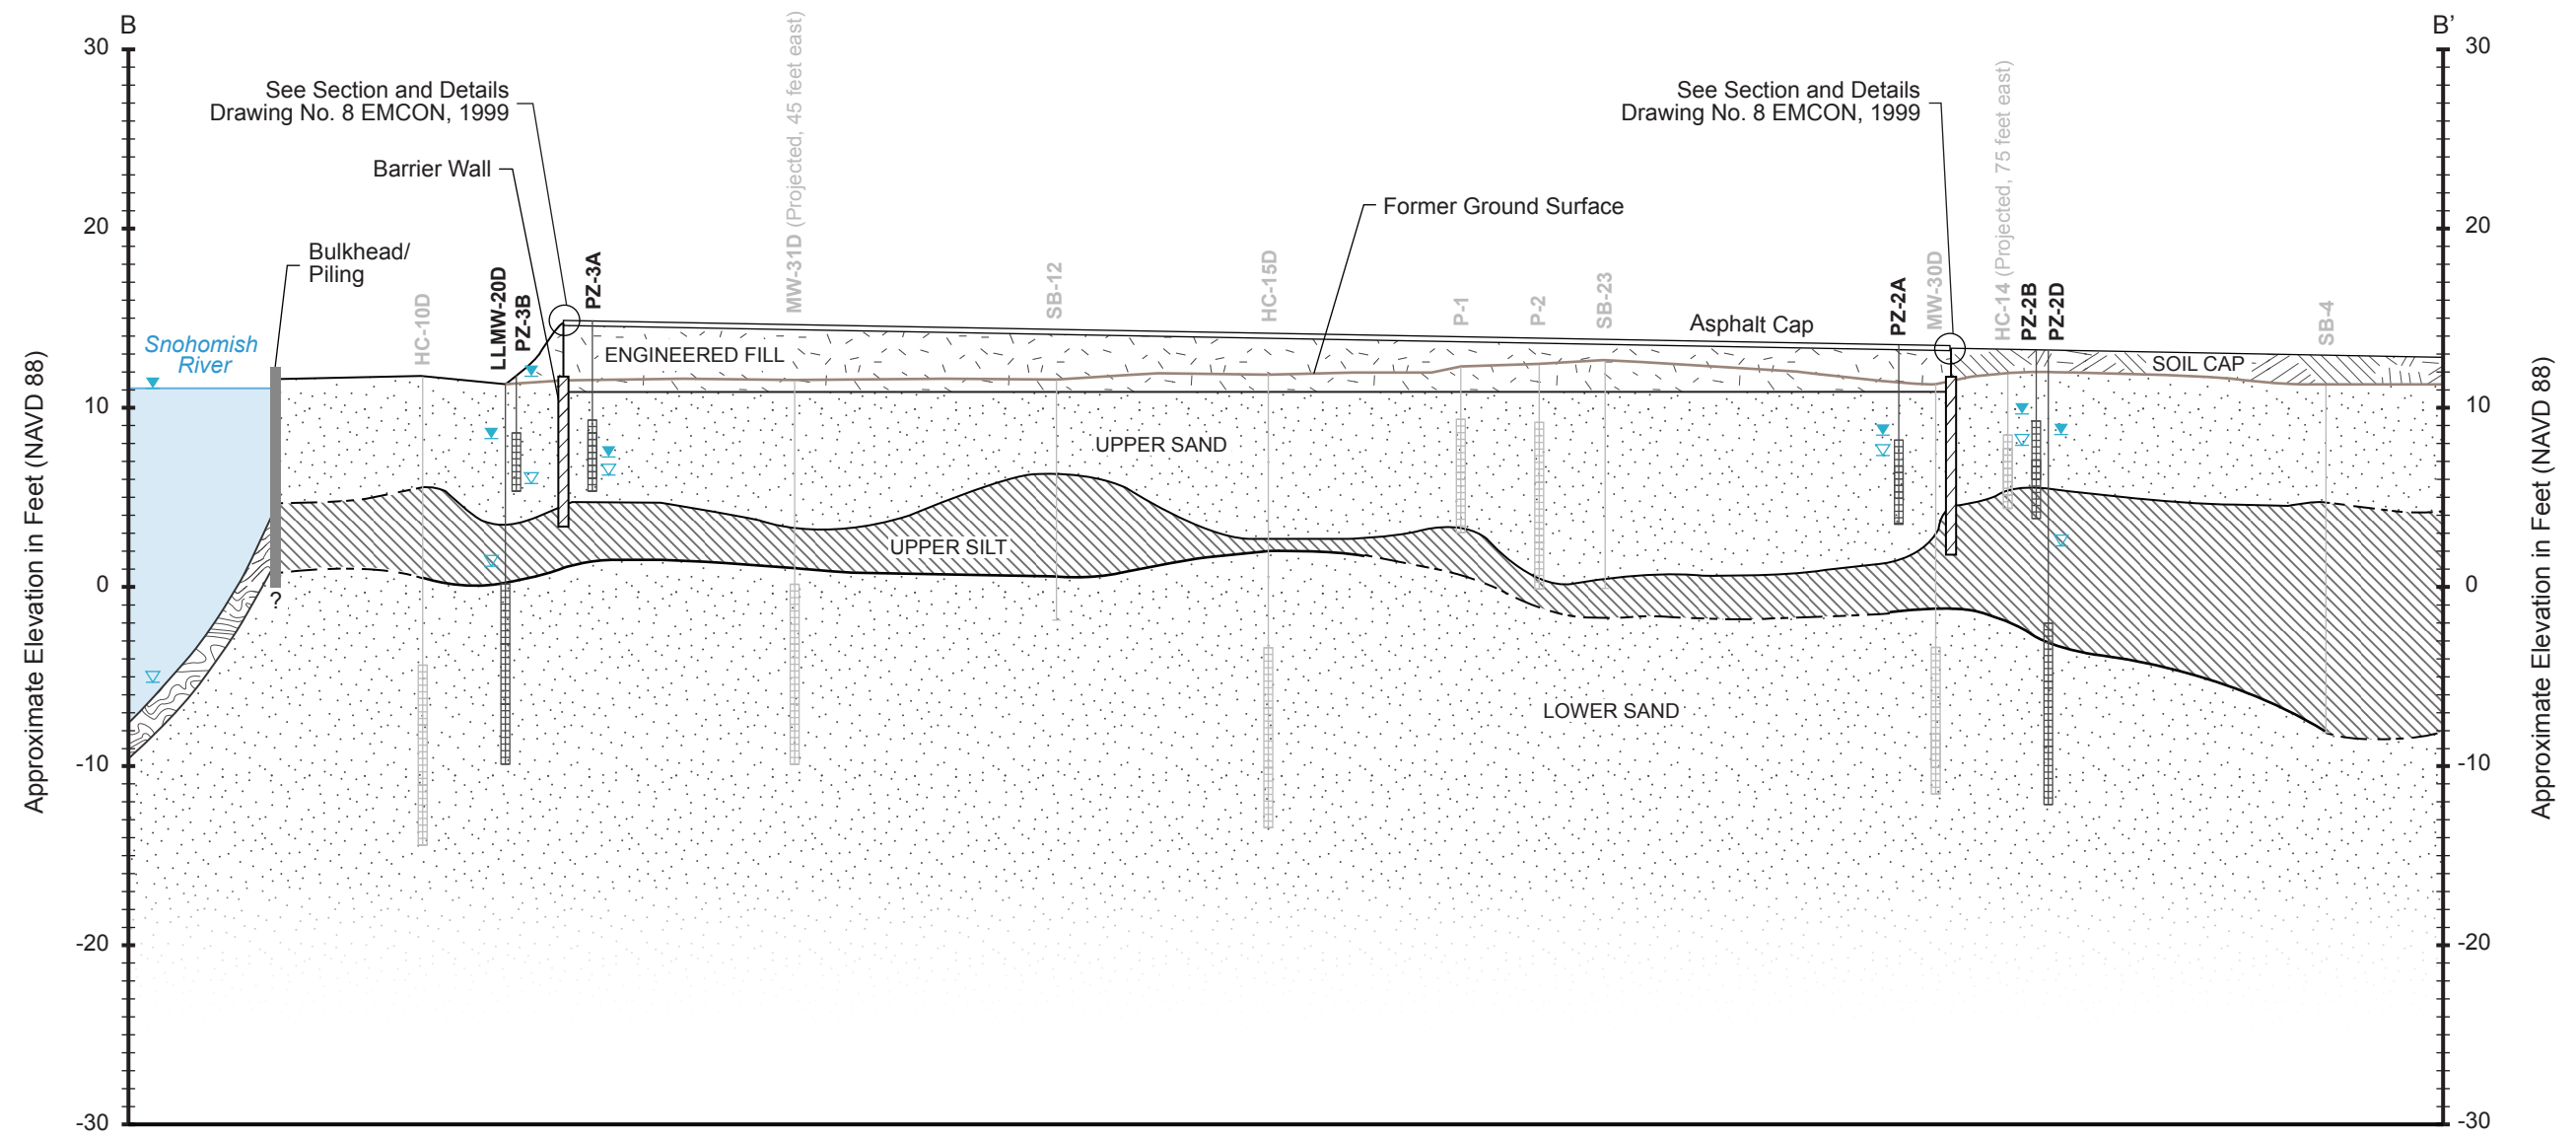 B
B’
30
20
10
0
-10
-20
-30
Approximate Elevation in Feet (NAVD 88)
See Section and Details
Drawing No. 8 EMCON, 1999
Barrier Wall
Bulkhead/
Piling
Snohomish
River
?
HC-10D
LLMW-20D
PZ-3B
PZ-3A
MW-31D (Projected, 45 feet east)
SB-12
HC-15D
P-1
P-2
SB-23
PZ-2A
MW-30D
HC-14 (Projected, 75 feet east)
PZ-2B
PZ-2D
SB-4
See Section and Details
Drawing No. 8 EMCON, 1999
Former Ground Surface
Asphalt Cap
ENGINEERED FILL
SOIL CAP
UPPER SAND
UPPER SILT
LOWER SAND
30
20
10
0
-10
-20
-30
Approximate Elevation in Feet (NAVD 88)